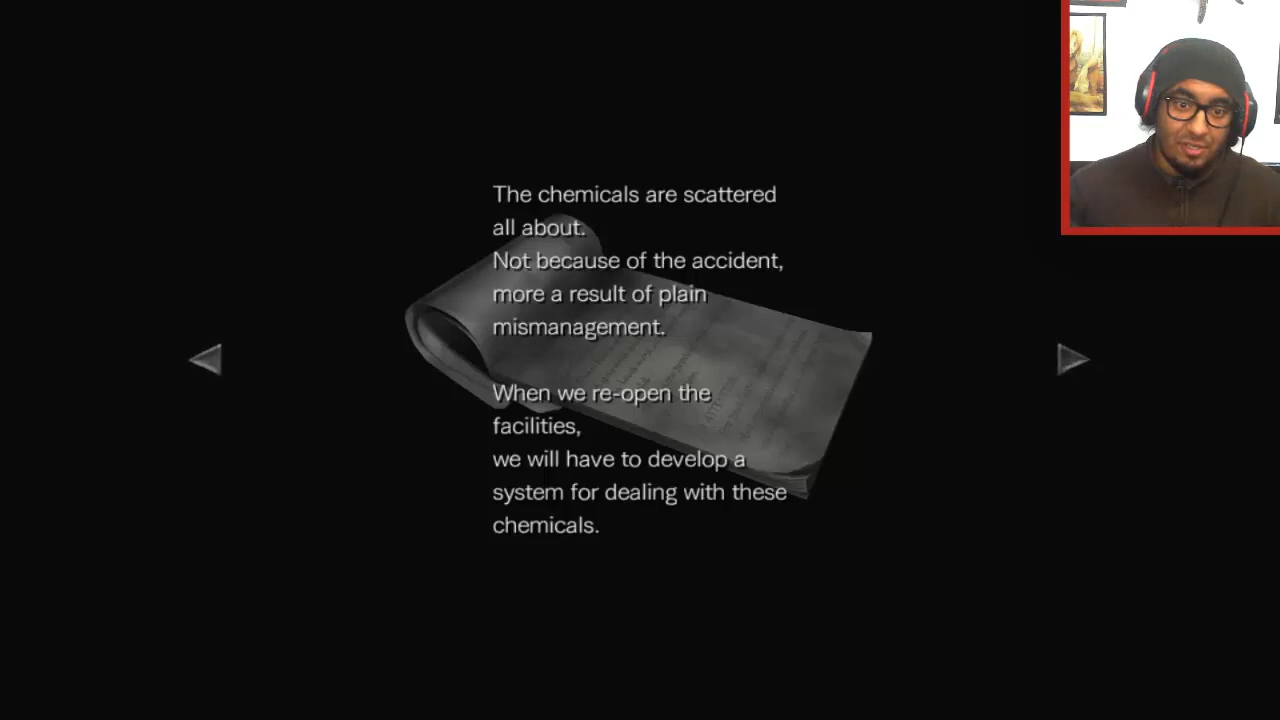 The chemicals are scattered
all about.
Not because of the accident,
more a result of plain
mismanagement.
When we re-open the
facilities,
we will have to develop a
system for dealing with these
chemicals.